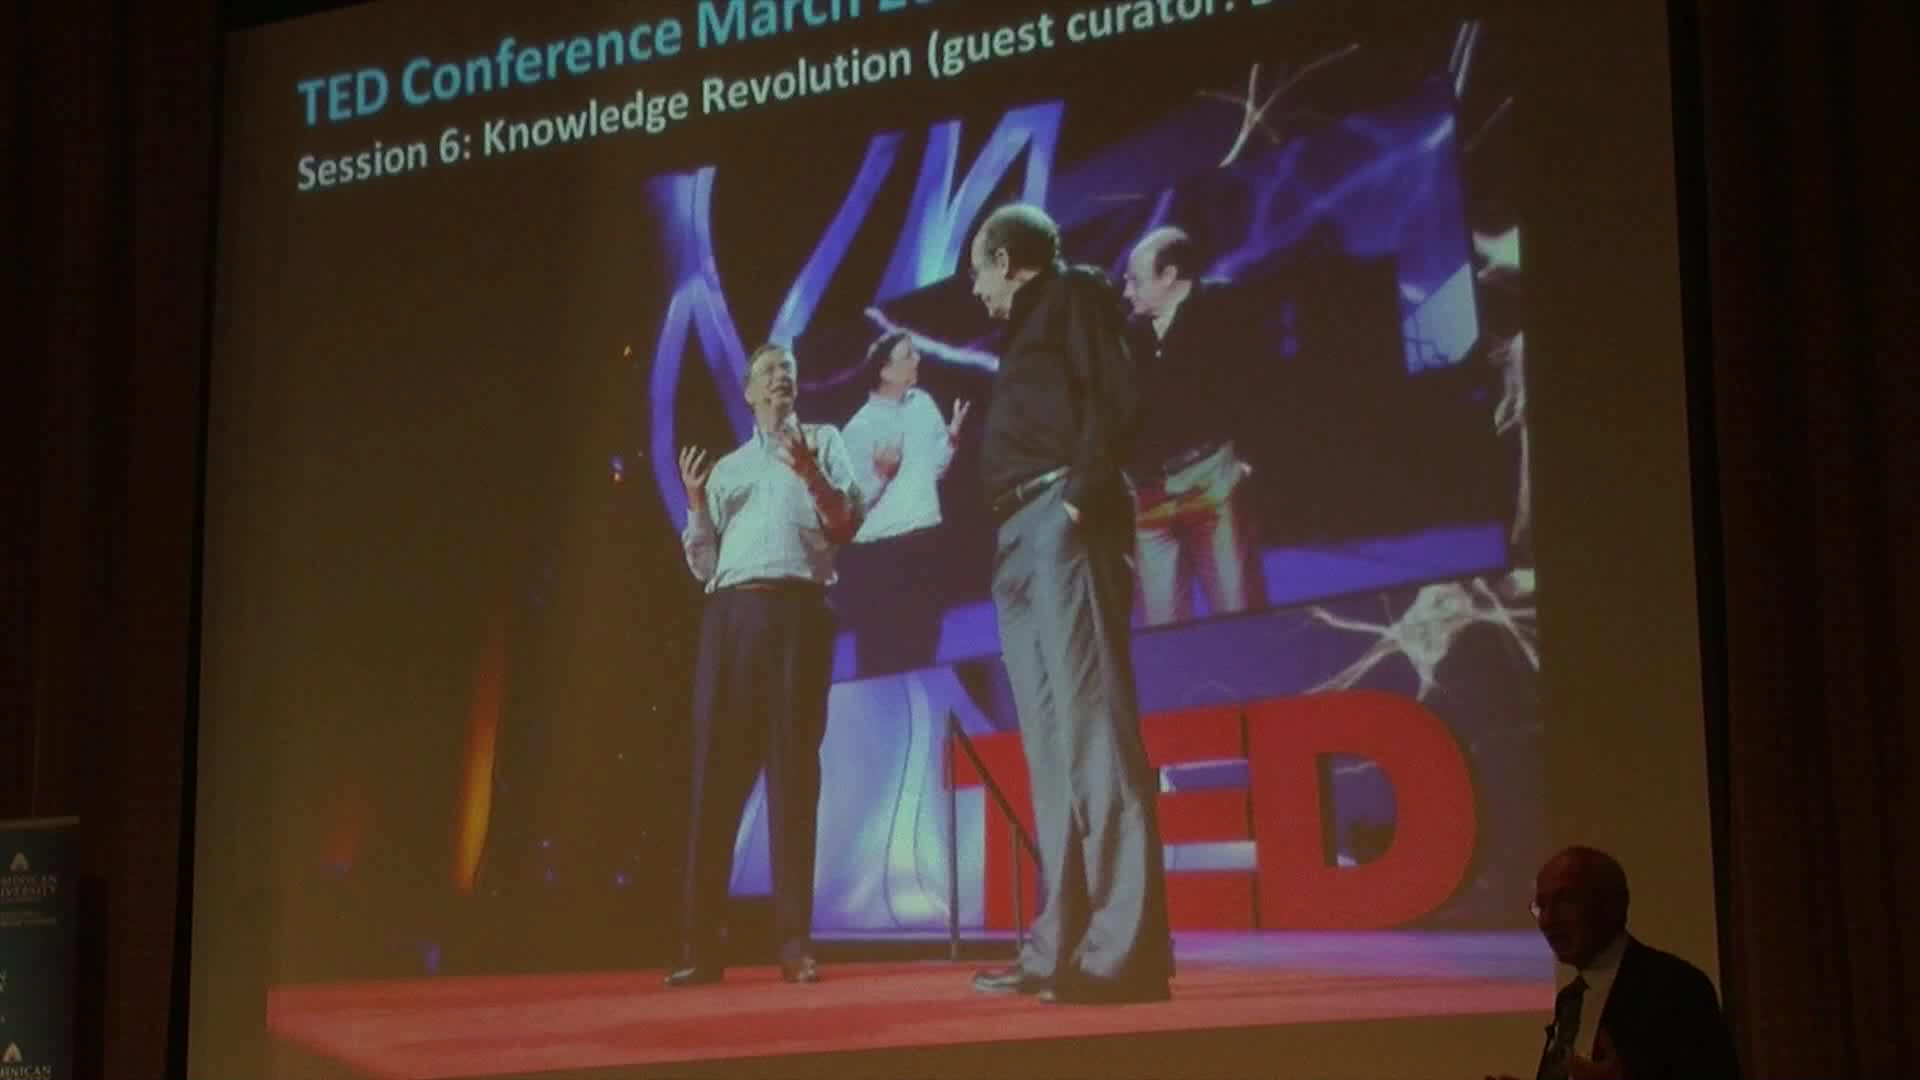 TED Conference March
Session 6: Knowledge Revolution (guest curator:
TED